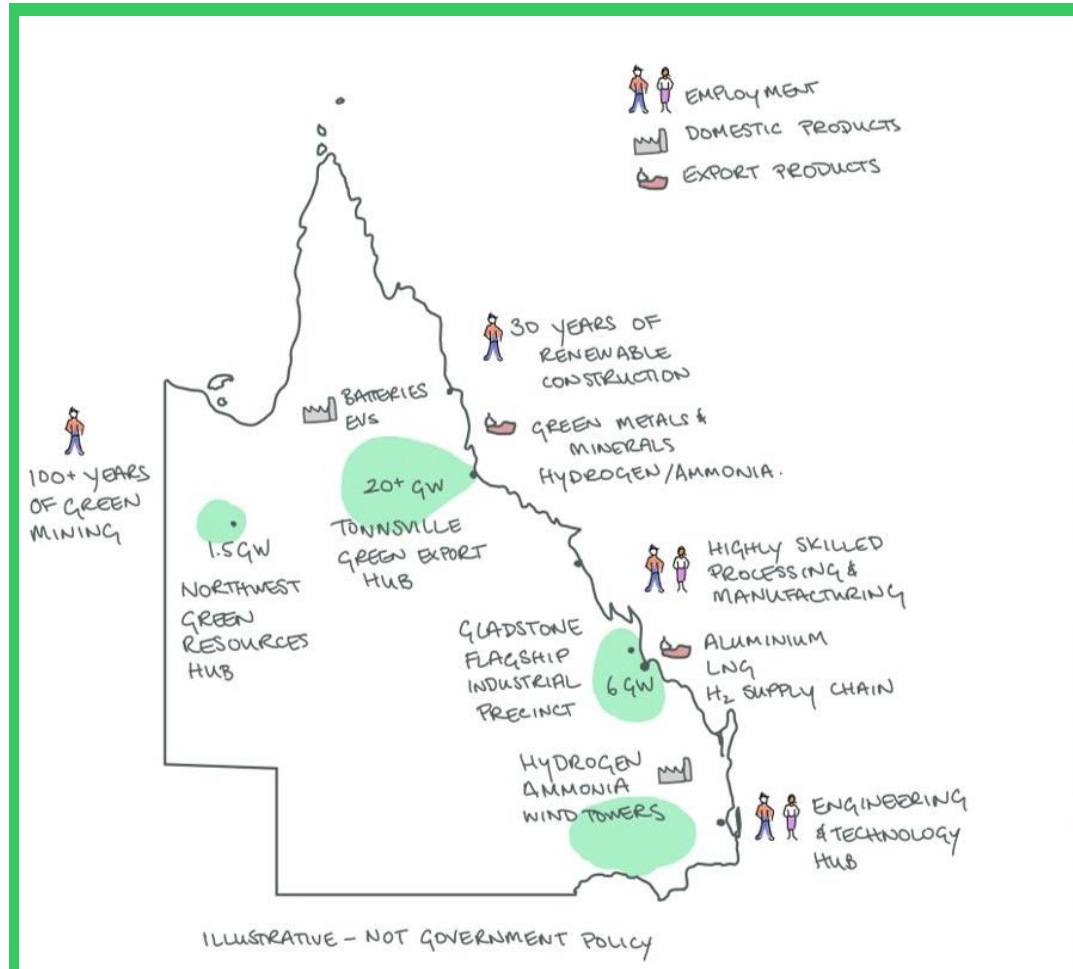 EMPLOYMENT
DOMESTIC PRODUCTS
EXPORT PRODUCTS
30 YEARS OF
RENEWABLE
CONSTRUCTION
BATTERIES
EVS
GREEN METALS &
MINERALS
HYDROGEN/AMMONIA.
100+ YEARS
OF GREEN
MINING
20+ GW
TONNSVILLE
GREEN EXPORT
HUB
1.5 GW
NORTHWEST
GREEN
RESOURCES
HUB
HIGHLY SKILLED
PROCESSING &
MANUFACTURING
GLADSTONE
FLAGSHIP
INDUSTRIAL
PRECINCT
6 GW
ALUMINIUM
LNG
H₂ SUPPLY CHAIN
HYDROGEN
AMMONIA
WIND TOWERS
ENGINEERING
& TECHNOLOGY
HUB
ILLUSTRATIVE - NOT GOVERNMENT POLICY